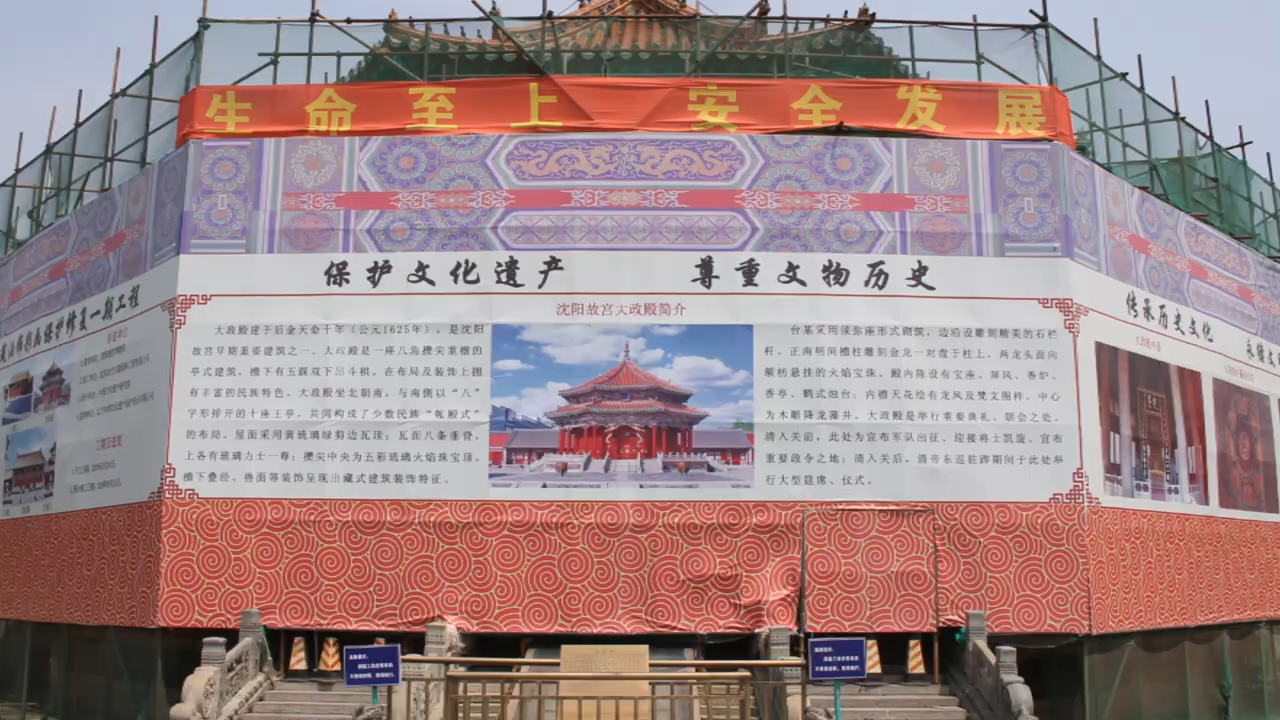 生命至上 安全发展
保护文化遗产 尊重文物历史
沈阳故宫大政殿简介
大政殿建于后金天命十年（公元1625年），是沈阳
故宫早期重要建筑之一。大政殿是一座八角攒尖重檐的
亭式建筑，檐下有五踩双下昂斗栱。在布局及装饰上拥
有丰富的民族特色。大政殿坐北朝南，与南侧以“八”
字形排开的十座王亭，共同构成了少数民族“帐殿式”
的布局。屋面采用黄琉璃绿剪边瓦顶；瓦面八条垂脊，
上各有琉璃力士一尊；攒尖中央为五彩琉璃火焰珠宝顶。
檐下叠经、兽面等装饰呈现出藏式建筑装饰特征。
台基采用须弥座形式砌筑，边沿设雕刻精美的石栏
杆。正南明间檐柱雕刻金龙一对盘于柱上，两龙头面向
额枋悬挂的火焰宝珠。殿内陈设有宝座、屏风、香炉、
香亭、鹤式烛台；内檐天花绘有龙凤及梵文图样，中心
为木雕降龙藻井。大政殿是举行重要典礼、朝会之处。
清入关前，此处为宣布军队出征，迎接将士凯旋，宣布
重要政令之地；清入关后，清帝东巡驻跸期间于此处举
行大型筵席、仪式。
保护修复一期工程
传承历史文化